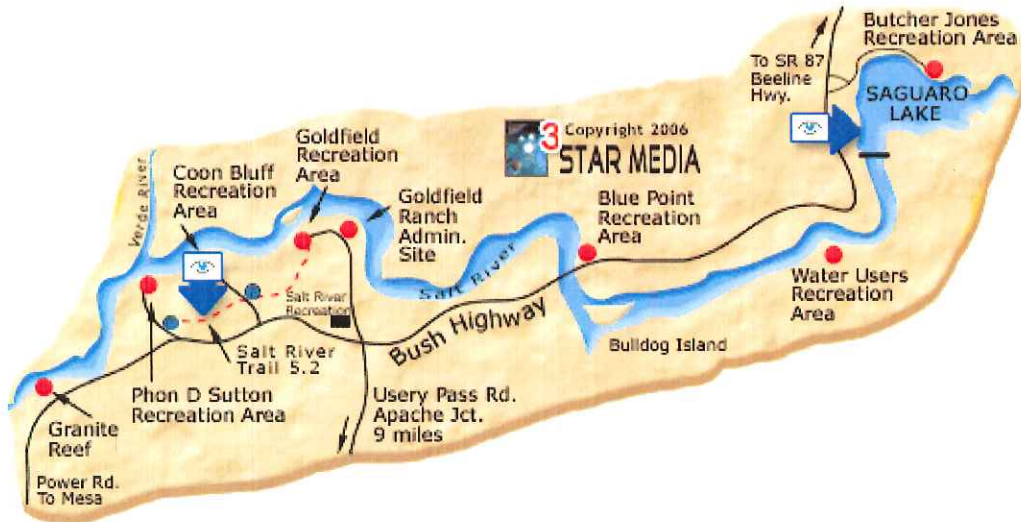 Butcher Jones
Recreation Area
To SR 87
Beeline
Hwy.
SAGUARO
LAKE
3
Copyright 2006
STAR MEDIA
Goldfield
Recreation
Area
Coon Bluff
Recreation
Area
Verde River
Goldfield
Ranch
Admin.
Site
Blue Point
Recreation
Area
Salt River
Water Users
Recreation
Area
Salt River
Recreation
Bush Highway
Bulldog Island
Salt River
Trail 5.2
Phon D Sutton
Recreation Area
Usery Pass Rd.
Apache Jct.
9 miles
Granite
Reef
Power Rd.
To Mesa